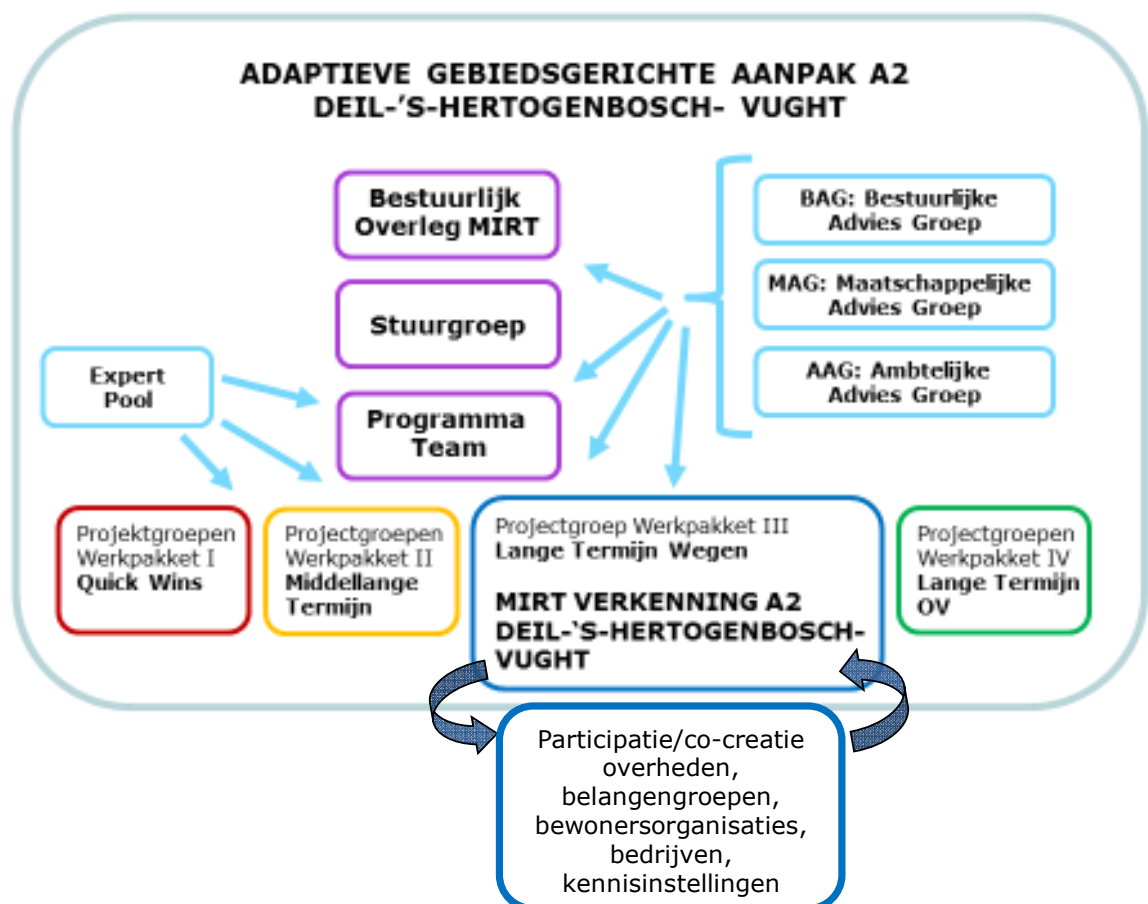 ADAPTIEVE GEBIEDSGERICHTE AANPAK A2
DEIL-'S-HERTOGENBOSCH- VUGHT
Bestuurlijk
Overleg MIRT
Stuurgroep
Programma
Team
BAG: Bestuurlijke
Advies Groep
MAG: Maatschappelijke
Advies Groep
AAG: Ambtelijke
Advies Groep
Expert
Pool
Projektgroepen
Werkpakket I
Quick Wins
Projectgroepen
Werkpakket II
Middellange
Termijn
Projectgroep Werkpakket III
Lange Termijn Wegen
MIRT VERKENNING A2
DEIL-‘S-HERTOGENBOSCH-
VUGHT
Projectgroepen
Werkpakket IV
Lange Termijn
OV
Participatie/co-creatie
overheden,
belangengroepen,
bewonersorganisaties,
bedrijven,
kennisinstellingen